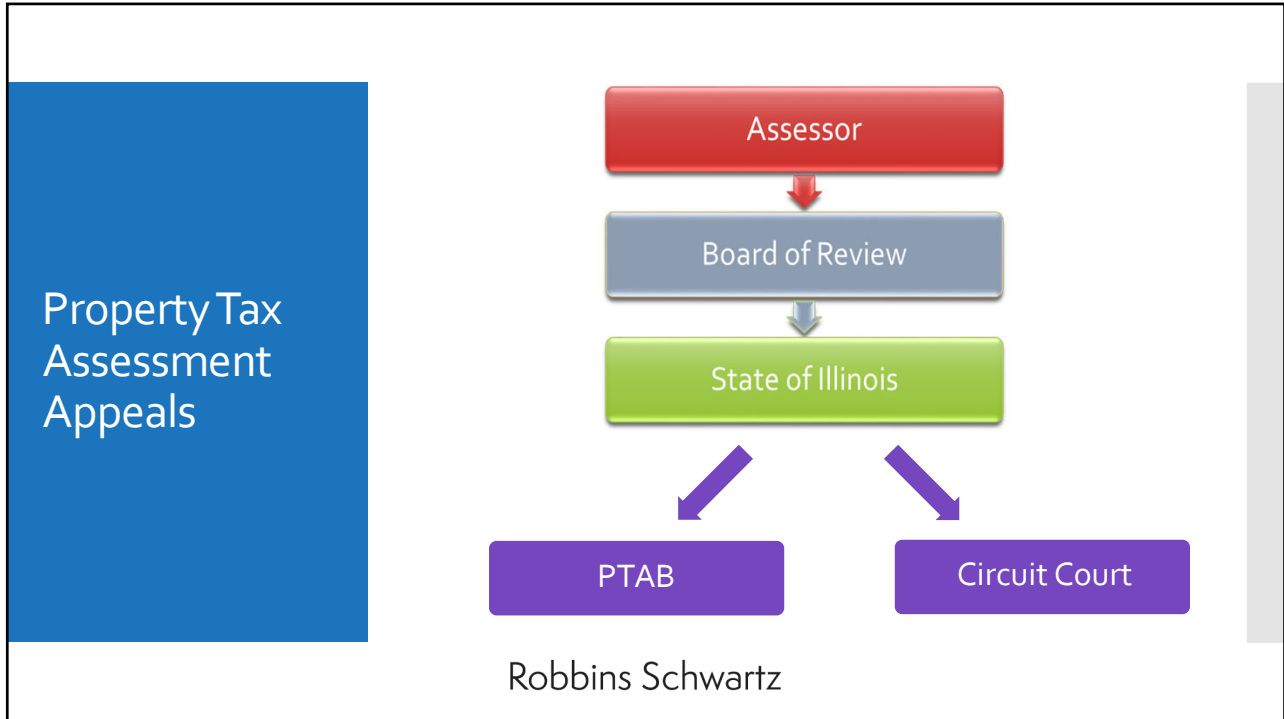 Property Tax
Assessment
Appeals
Assessor
Board of Review
State of Illinois
PTAB
Circuit Court
Robbins Schwartz